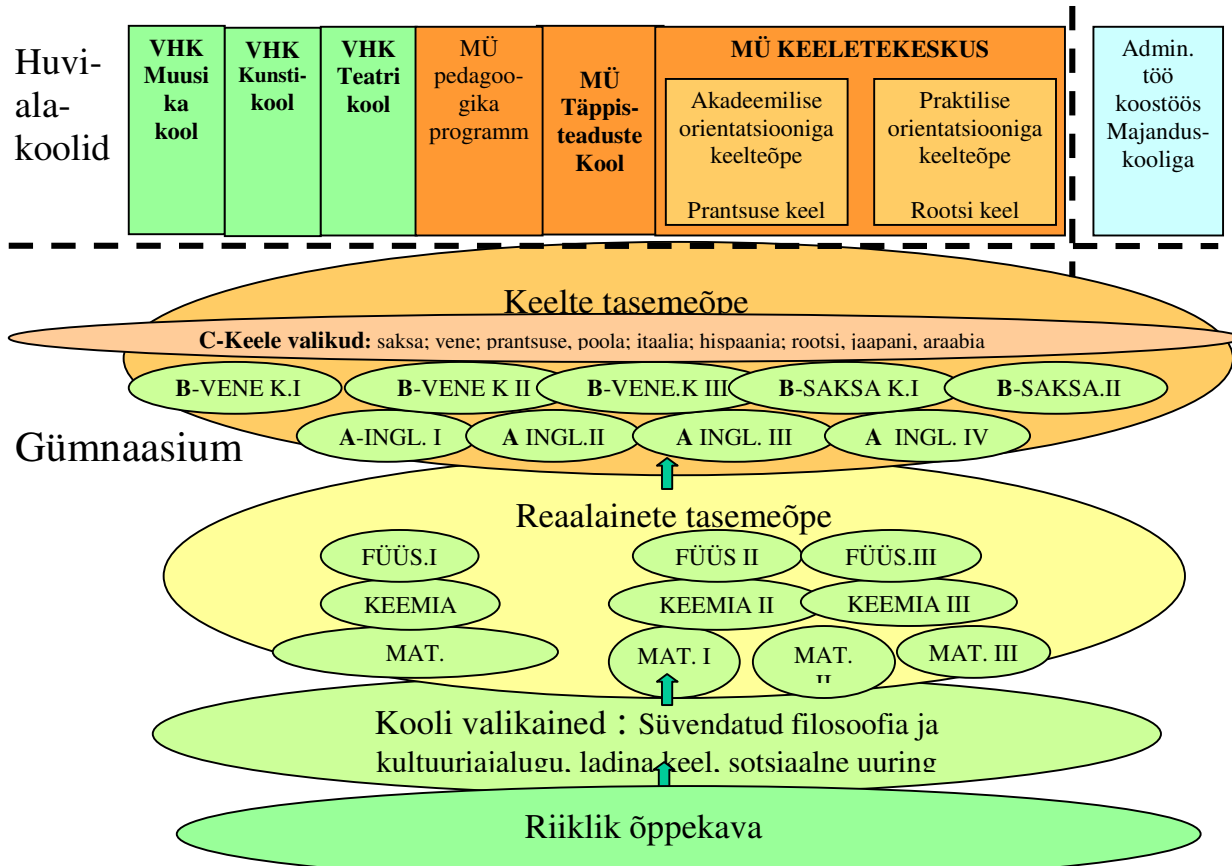 Huvi-
ala-
koolid
VHK
Muusi
ka
kool
VHK
Kunsti-
kool
VHK
Teatri
kool
MÜ
pedagoo-
gika
programm
MÜ
Täppis-
teaduste
Kool
MÜ KEELETEKESKUS
Akadeemilise
orientatsiooniga
keelteõpe
Prantsuse keel
Praktilise
orientatsiooniga
keelteõpe
Rootsi keel
Admin.
töö
koostöös
Majandus-
kooliga
Gümnaasium
Keelte tasemeõpe
C-Keele valikud: saksa; vene; prantsuse, poola; itaalia; hispaania; rootsi, jaapani, araabia
B-VENE K.I
B-VENE K II
B-VENE.K III
B-SAKSA K.I
B-SAKSA.II
A-INGL. I
A INGL.II
A INGL. III
A INGL. IV
Reaalainete tasemeõpe
FÜÜS.I
FÜÜS II
FÜÜS.III
KEEMIA
KEEMIA II
KEEMIA III
MAT.
MAT. I
MAT.
II
MAT. III
Kooli valikained : Süvendatud filosoofia ja
kultuuriajalugu, ladina keel, sotsiaalne uuring
Riiklik õppekava